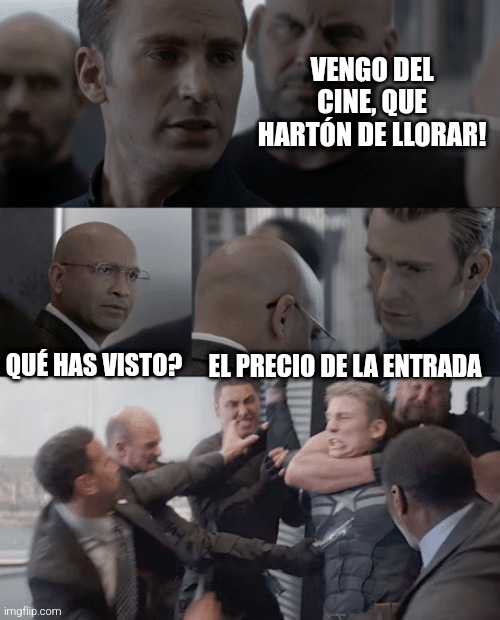 VENGO DEL
CINE, QUE
HARTÓN DE LLORAR!
QUÉ HAS VISTO?
EL PRECIO DE LA ENTRADA
imgflip.com